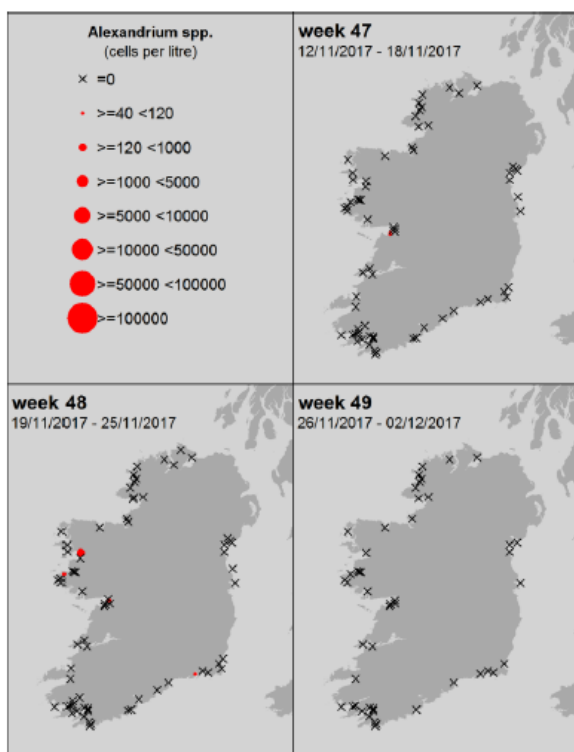 Alexandrium spp.
(cells per litre)
=0
>=40 <120
>=120 <1000
>=1000 <5000
>=5000 <10000
>=10000 <50000
>=50000 <100000
>=100000
week 47
12/11/2017 - 18/11/2017
week 48
19/11/2017 - 25/11/2017
week 49
26/11/2017 - 02/12/2017